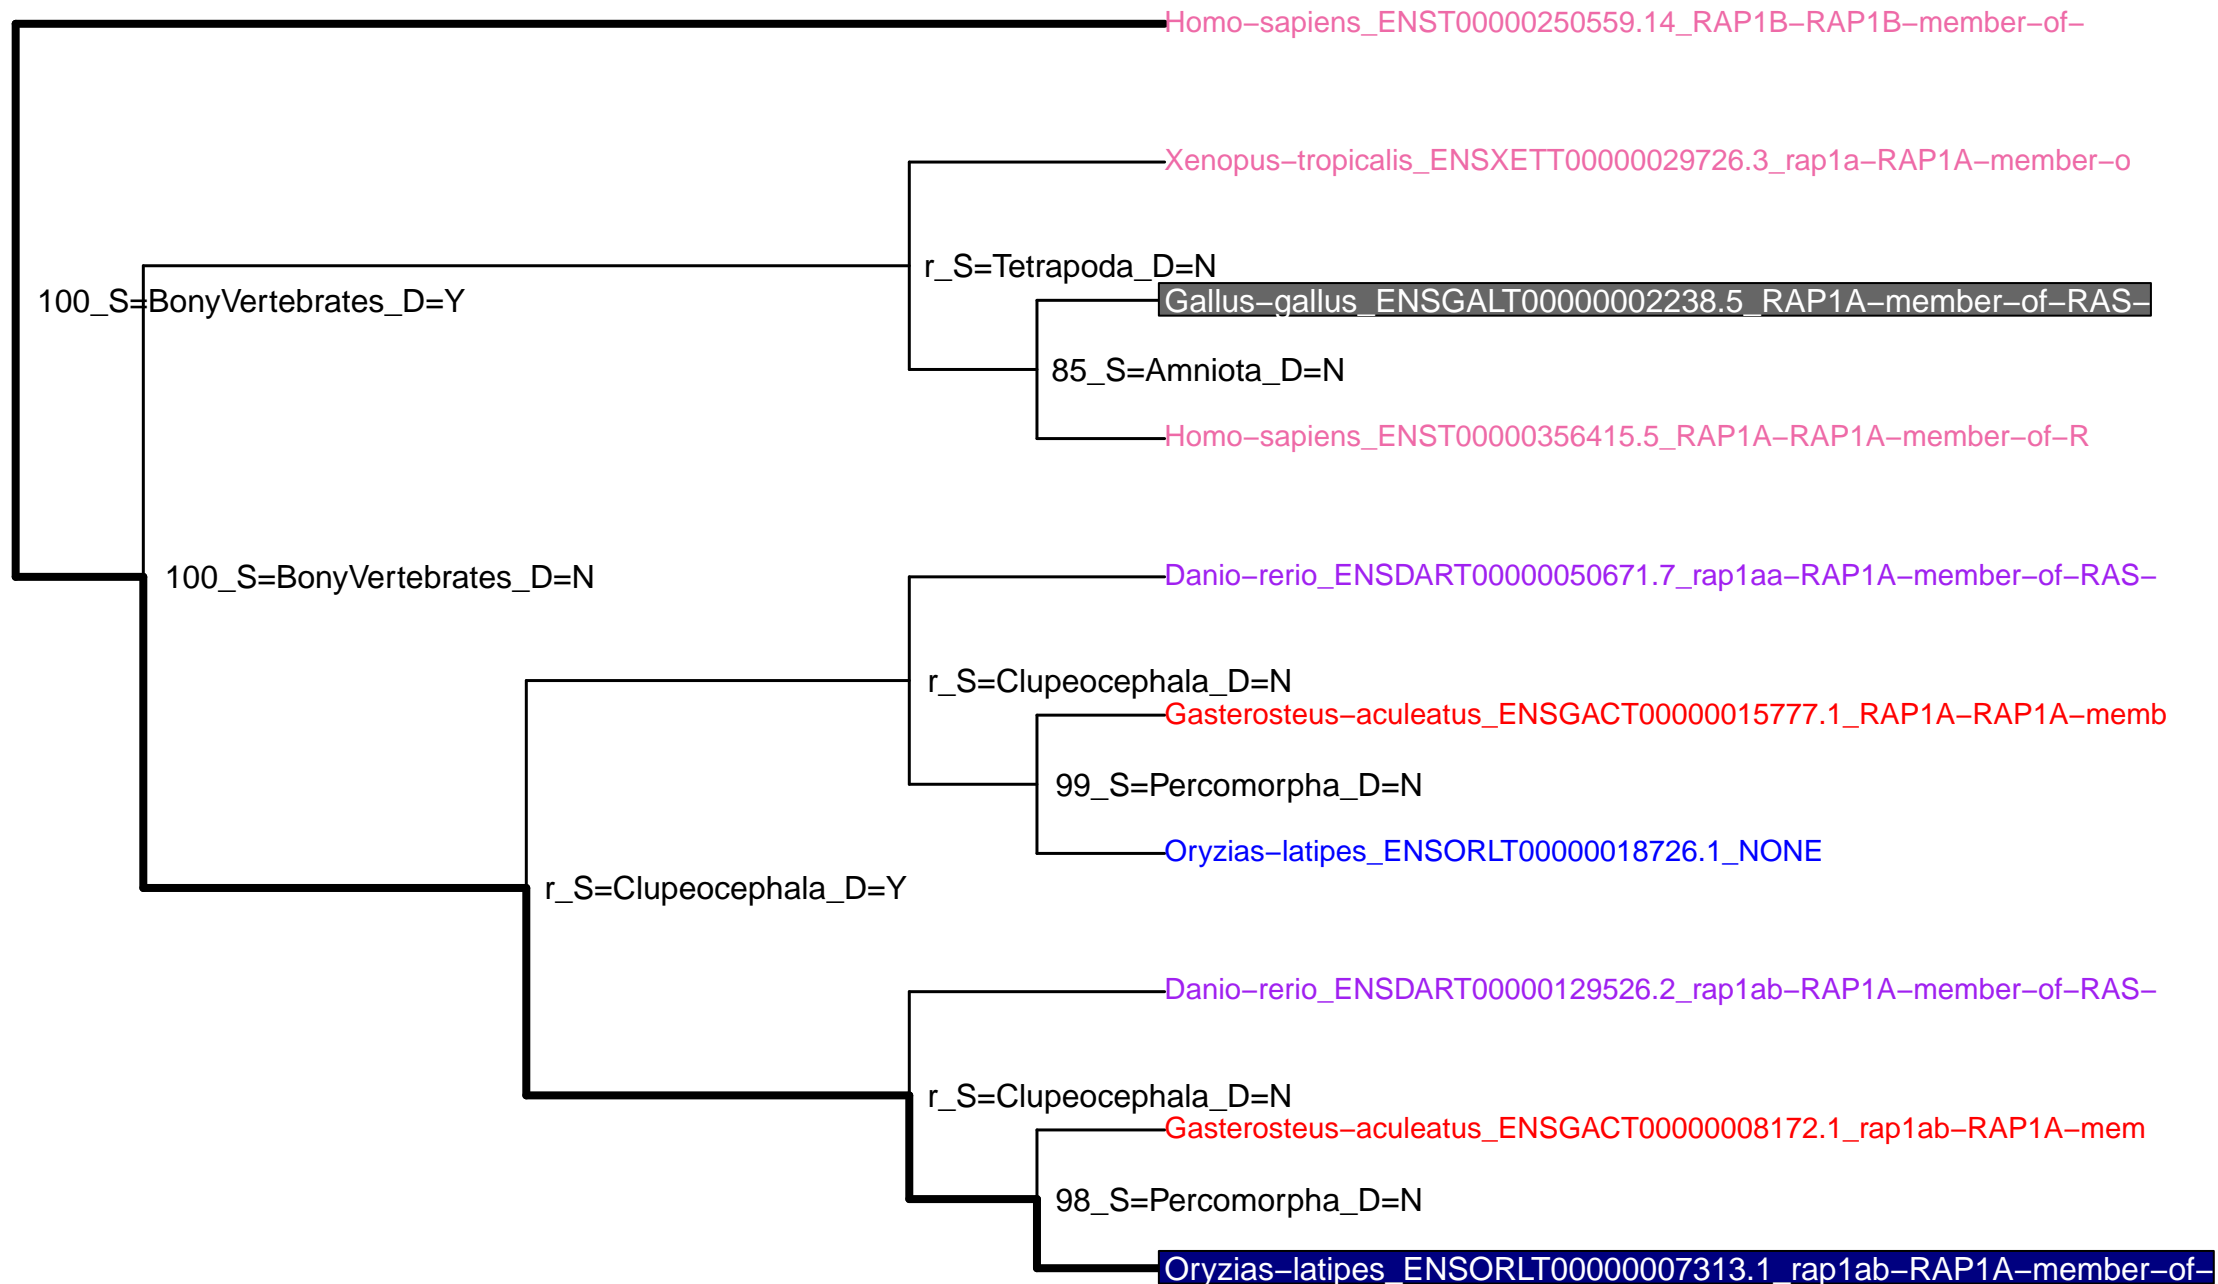 Homo−sapiens_ENST00000250559.14_RAP1B−RAP1B−member−of−
Xenopus−tropicalis_ENSXETT00000029726.3_rap1a−RAP1A−member−o
r_S=Tetrapoda_D=N
100_S=BonyVertebrates_D=Y
Gallus−gallus_ENSGALT00000002238.5_RAP1A−member−of−RAS−
85_S=Amniota_D=N
Homo−sapiens_ENST00000356415.5_RAP1A−RAP1A−member−of−R
100_S=BonyVertebrates_D=N
Danio−rerio_ENSDART00000050671.7_rap1aa−RAP1A−member−of−RAS−
r_S=Clupeocephala_D=N
Gasterosteus−aculeatus_ENSGACT00000015777.1_RAP1A−RAP1A−memb
99_S=Percomorpha_D=N
Oryzias−latipes_ENSORLT00000018726.1_NONE
r_S=Clupeocephala_D=Y
Danio−rerio_ENSDART00000129526.2_rap1ab−RAP1A−member−of−RAS−
r_S=Clupeocephala_D=N
Gasterosteus−aculeatus_ENSGACT00000008172.1_rap1ab−RAP1A−mem
98_S=Percomorpha_D=N
Oryzias−latipes_ENSORLT00000007313.1_rap1ab−RAP1A−member−of−